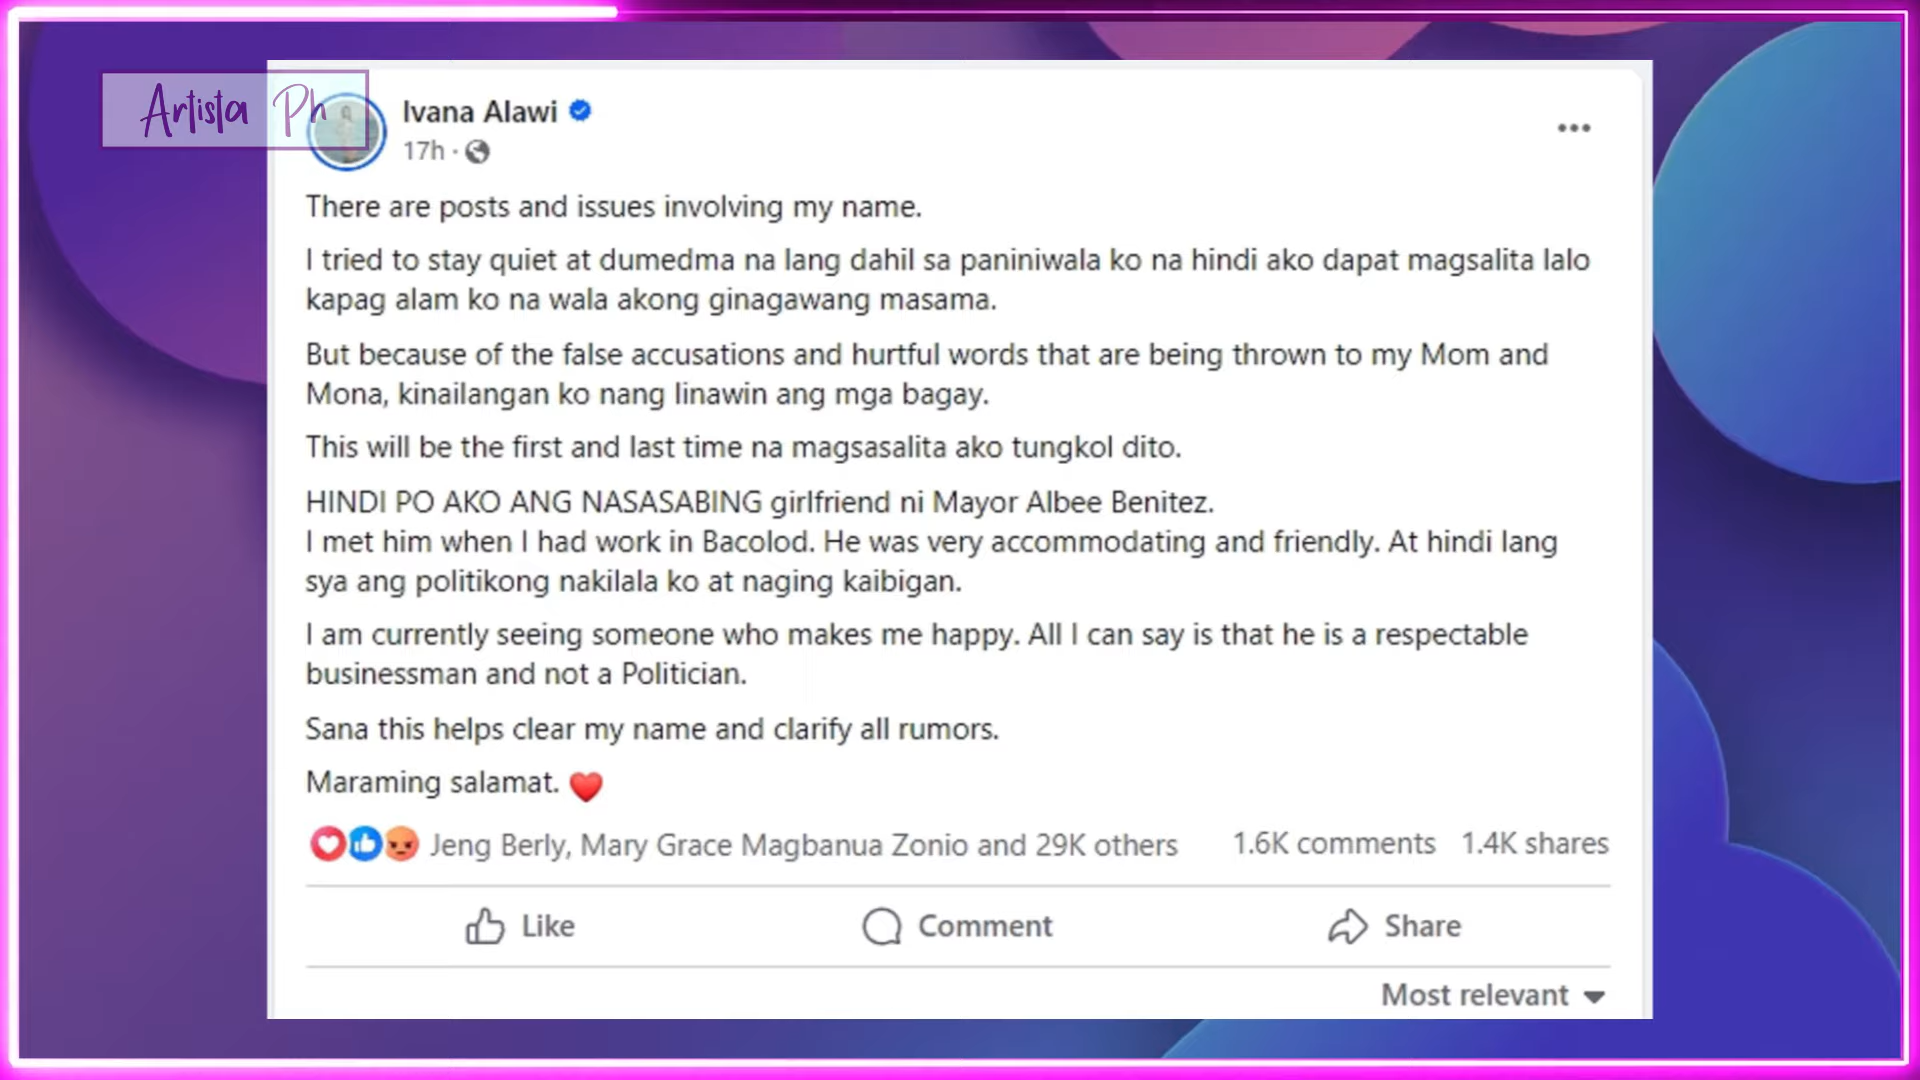 Artista Ph
Ivana Alawi
17h ·
There are posts and issues involving my name.
I tried to stay quiet at dumedma na lang dahil sa paniniwala ko na hindi ako dapat magsalita lalo
kapag alam ko na wala akong ginagawang masama.
But because of the false accusations and hurtful words that are being thrown to my Mom and
Mona, kinailangan ko nang linawin ang mga bagay.
This will be the first and last time na magsasalita ako tungkol dito.
HINDI PO AKO ANG NASASABING girlfriend ni Mayor Albee Benitez.
I met him when I had work in Bacolod. He was very accommodating and friendly. At hindi lang
sya ang politikong nakilala ko at naging kaibigan.
I am currently seeing someone who makes me happy. All I can say is that he is a respectable
businessman and not a Politician.
Sana this helps clear my name and clarify all rumors.
Maraming salamat. ❤️
Jeng Berly, Mary Grace Magbanua Zonio and 29K others 1.6K comments 1.4K shares
Like Comment Share
Most relevant